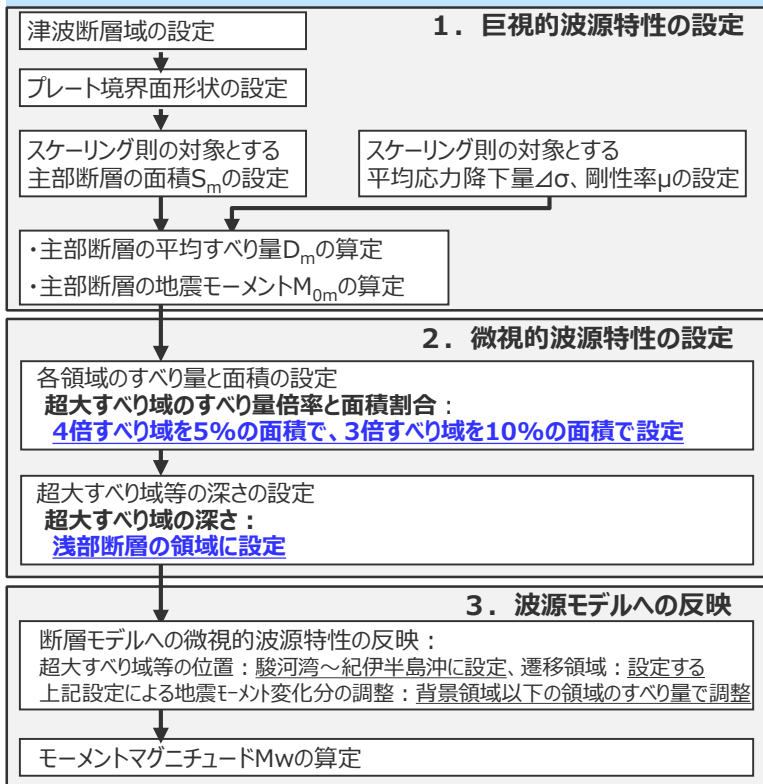 1．巨視的波源特性の設定
津波断層域の設定
プレート境界面形状の設定
スケーリング則の対象とする
主部断層の面積Smの設定
スケーリング則の対象とする
平均応力降下量⊿σ、剛性率μの設定
・主部断層の平均すべり量Dmの算定
・主部断層の地震モーメントM0mの算定
2．微視的波源特性の設定
各領域のすべり量と面積の設定
超大すべり域のすべり量倍率と面積割合：
4倍すべり域を5%の面積で、3倍すべり域を10%の面積で設定
超大すべり域等の深さの設定
超大すべり域の深さ：
浅部断層の領域に設定
3．波源モデルへの反映
断層モデルへの微視的波源特性の反映：
超大すべり域等の位置：駿河湾～紀伊半島沖に設定、遷移領域：設定する
上記設定による地震ﾓｰﾒﾝﾄ変化分の調整：背景領域以下の領域のすべり量で調整
モーメントマグニチュードMwの算定